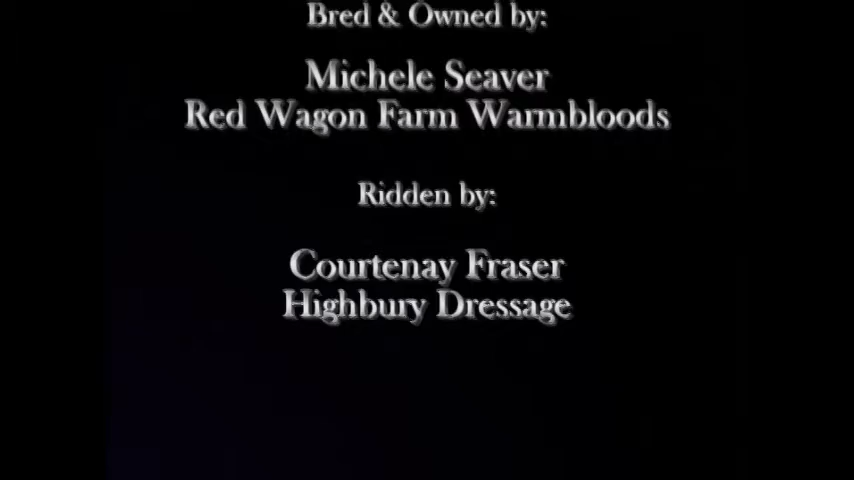 Bred & Owned by:
Michele Seaver
Red Wagon Farm Warmbloods
Ridden by:
Courtenay Fraser
Highbury Dressage